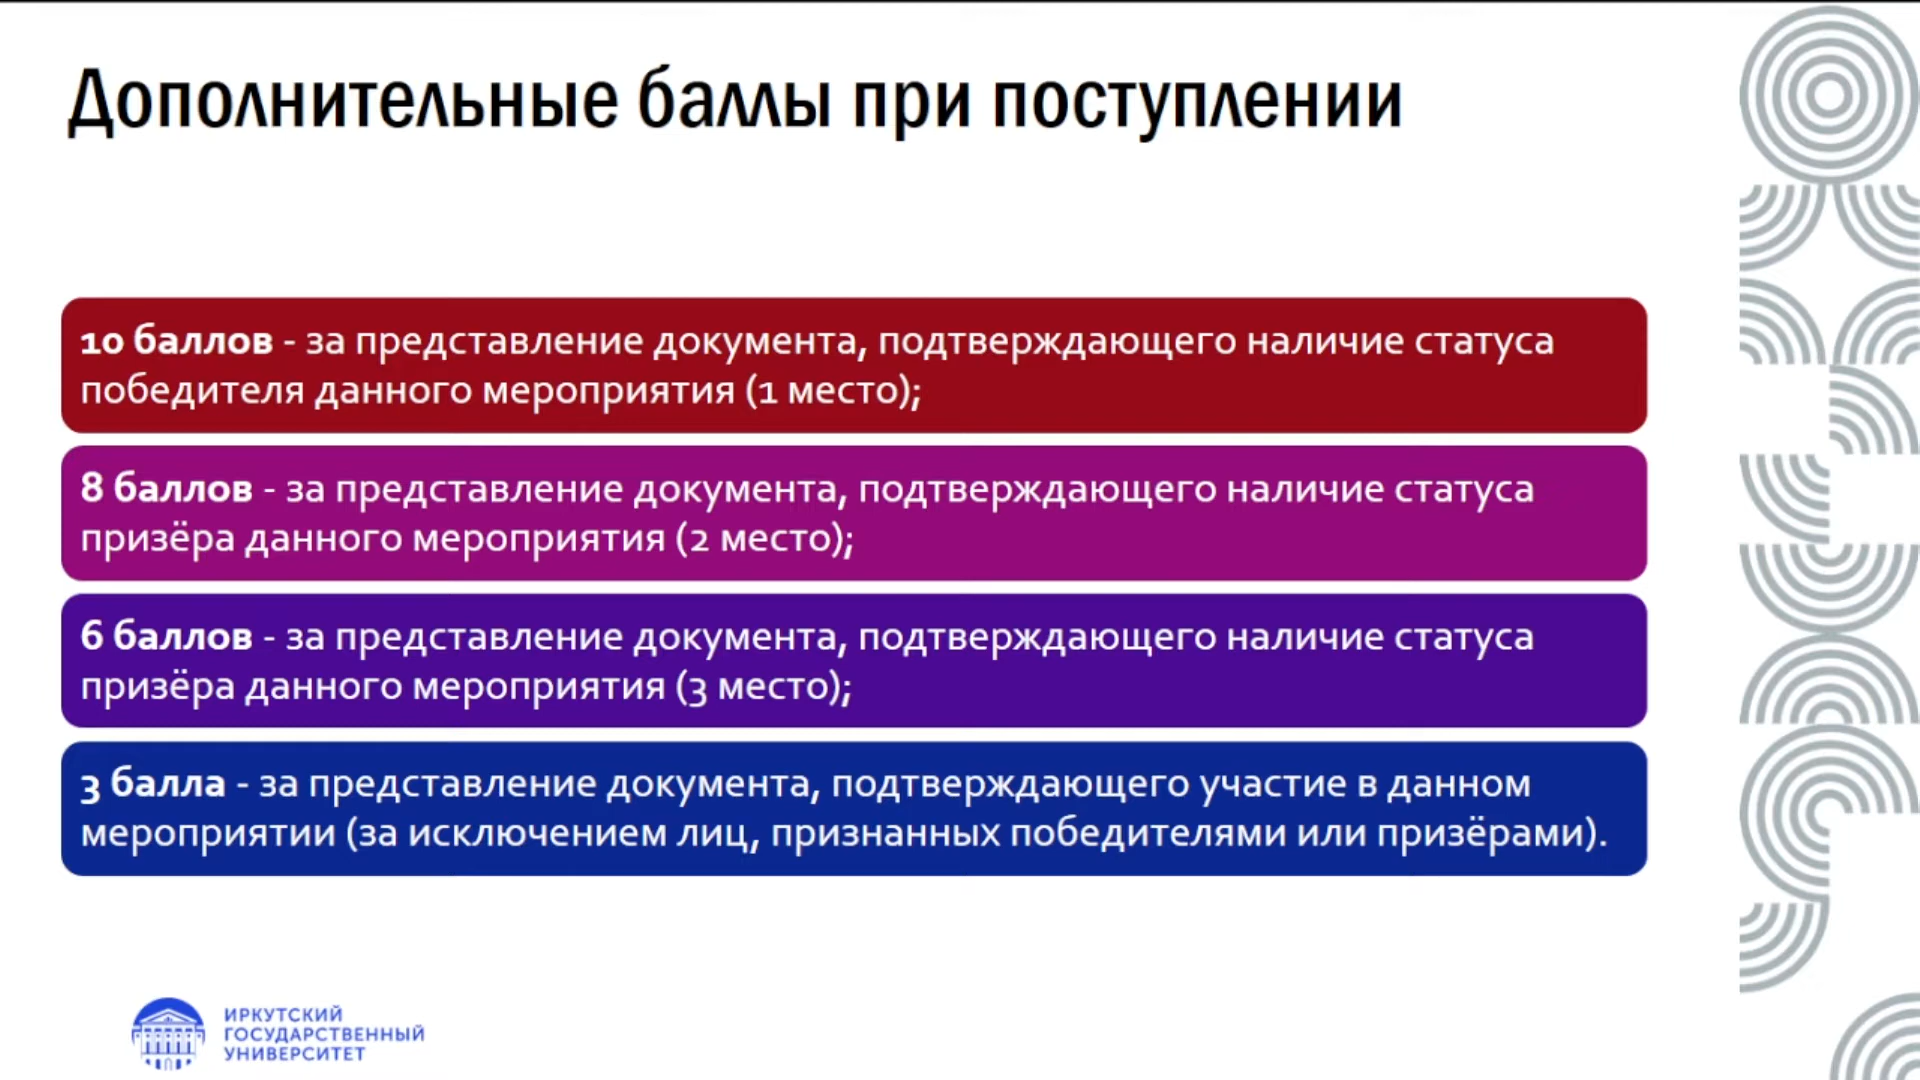 Дополнительные баллы при поступлении
10 баллов - за представление документа, подтверждающего наличие статуса
победителя данного мероприятия (1 место);
8 баллов - за представление документа, подтверждающего наличие статуса
призёра данного мероприятия (2 место);
6 баллов - за представление документа, подтверждающего наличие статуса
призёра данного мероприятия (3 место);
3 балла - за представление документа, подтверждающего участие в данном
мероприятии (за исключением лиц, признанных победителями или призёрами).
ИРКУТСКИЙ
ГОСУДАРСТВЕННЫЙ
УНИВЕРСИТЕТ